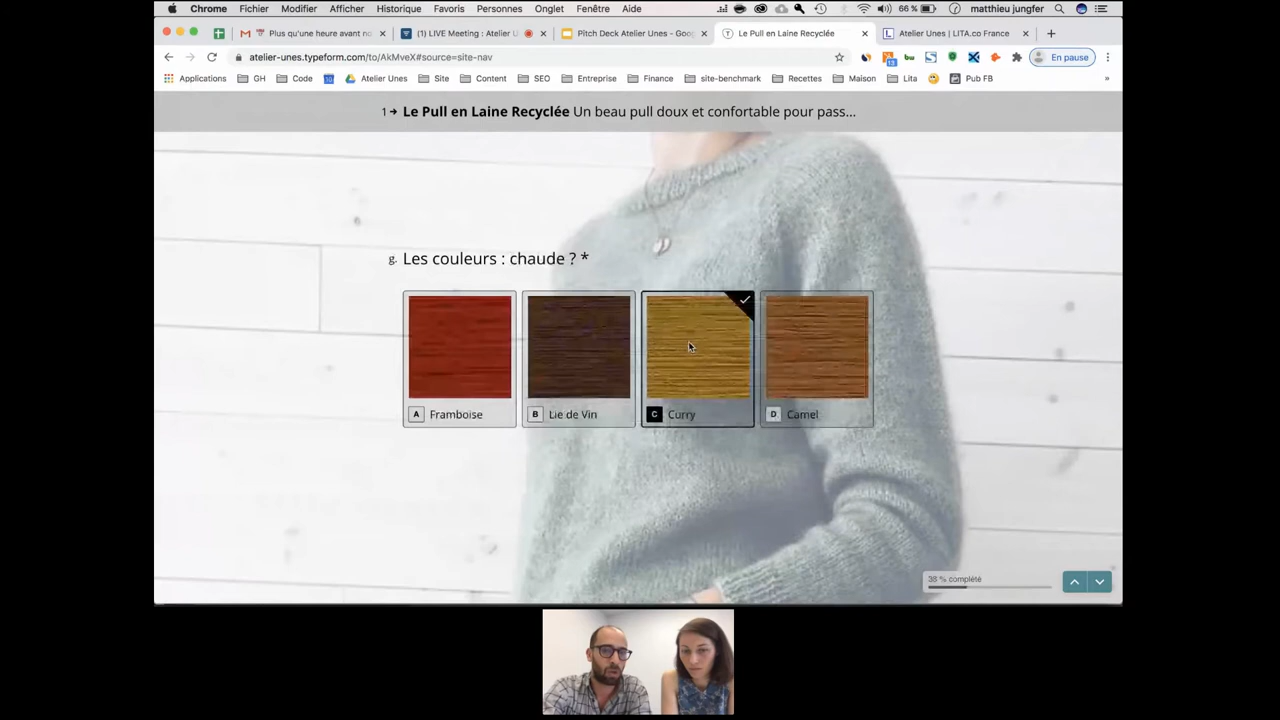 Chrome Fichier Modifier Afficher Historique Favoris Personnes Onglet Fenêtre Aide 66 % matthieu jungfer
Plus qu'une heure avant no (1) LIVE Meeting : Atelier U Pitch Deck Atelier Unes - Goog Le Pull en Laine Recyclée Atelier Unes | LITA.co France
atelier-unes.typeform.com/to/AkMveX#source=site-nav En pause
Applications GH Code Atelier Unes Site Content SEO Entreprise Finance site-benchmark Recettes Maison Lita Pub FB »
1 → Le Pull en Laine Recyclée Un beau pull doux et confortable pour pass...
g. Les couleurs : chaude ? *
A Framboise B Lie de Vin C Curry D Camel
38 % complété